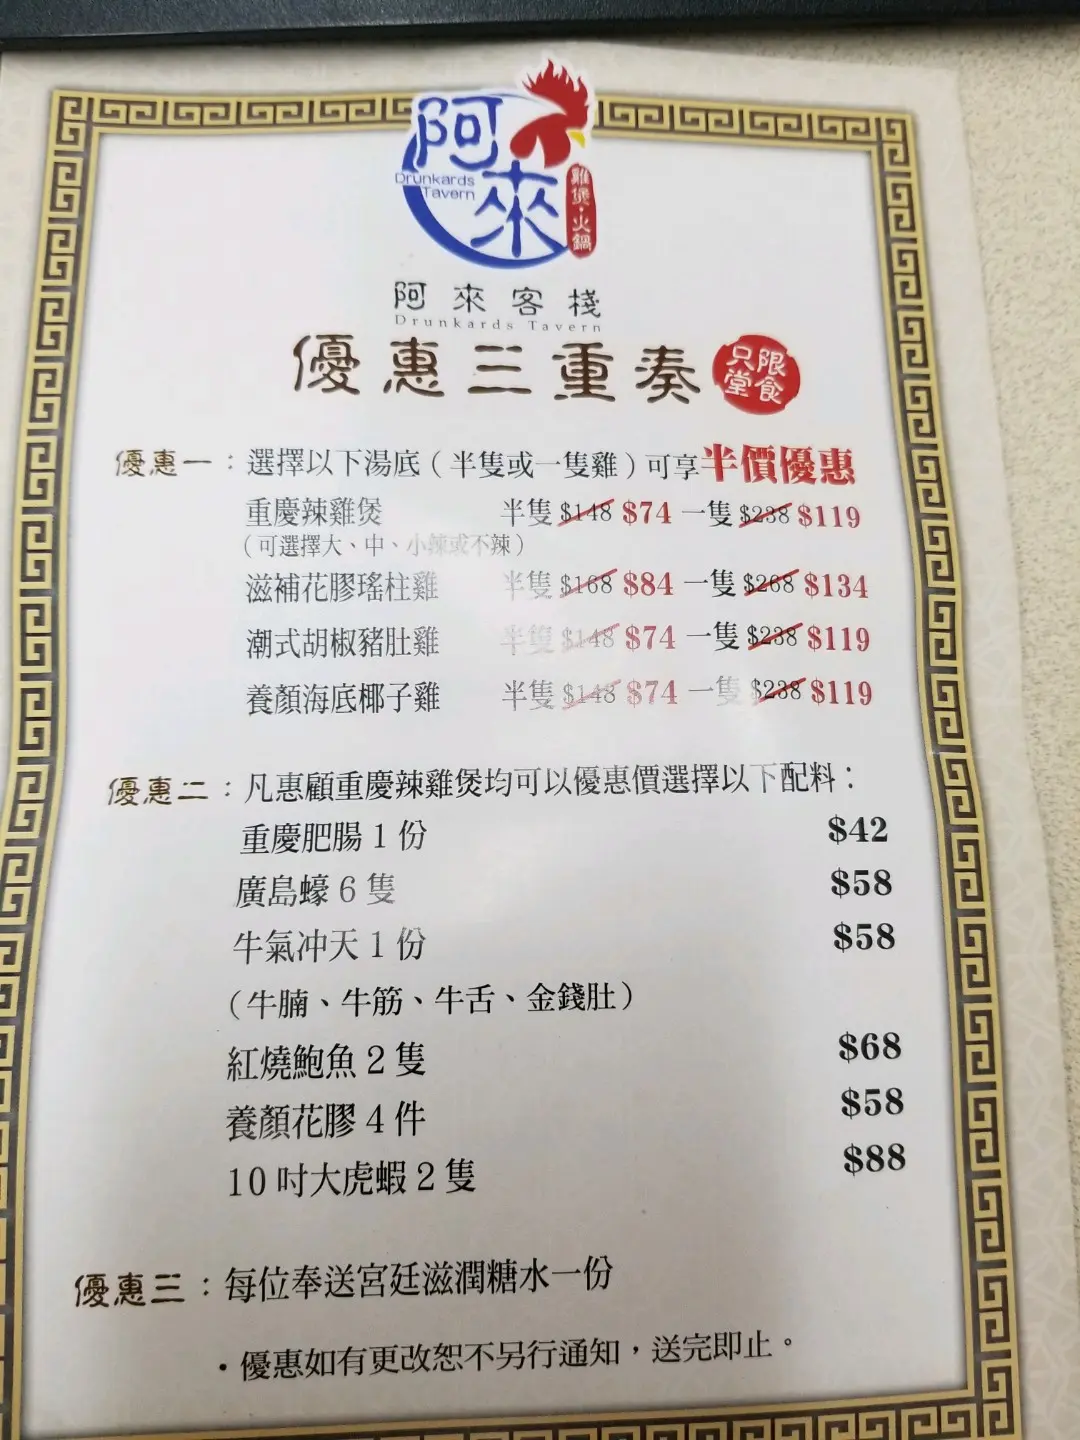 阿來
Drunkards
Tavern
雞煲·火鍋
阿來客棧
Drunkards Tavern
優惠三重奏 只限堂食
優惠一：選擇以下湯底（半隻或一隻雞）可享半價優惠
重慶辣雞煲 半隻 $148 $74 一隻 $238 $119
（可選擇大、中、小辣或不辣）
滋補花膠瑤柱雞 半隻 $168 $84 一隻 $268 $134
潮式胡椒豬肚雞 半隻 $148 $74 一隻 $238 $119
養顏海底椰子雞 半隻 $148 $74 一隻 $238 $119
優惠二：凡惠顧重慶辣雞煲均可以優惠價選擇以下配料：
重慶肥腸 1 份 $42
廣島蠔 6 隻 $58
牛氣冲天 1 份 $58
（牛腩、牛筋、牛舌、金錢肚）
紅燒鮑魚 2 隻 $68
養顏花膠 4 件 $58
10 吋大虎蝦 2 隻 $88
優惠三：每位奉送宮廷滋潤糖水一份
·優惠如有更改恕不另行通知，送完即止。